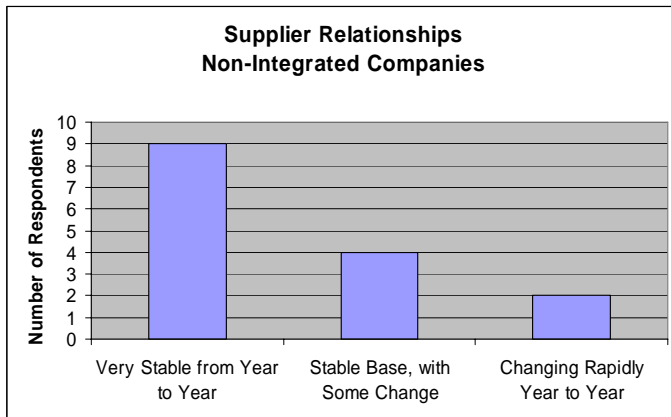 Supplier Relationships
Non-Integrated Companies
Number of Respondents
10
9
8
7
6
5
4
3
2
1
0
Very Stable from Year
to Year
Stable Base, with
Some Change
Changing Rapidly
Year to Year